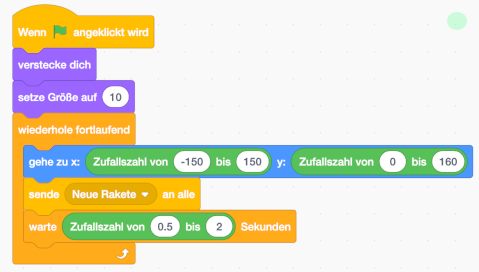 Wenn angeklickt wird
verstecke dich
setze Größe auf 10
wiederhole fortlaufend
gehe zu x: Zufallszahl von -150 bis 150 y: Zufallszahl von 0 bis 160
sende Neue Rakete an alle
warte Zufallszahl von 0.5 bis 2 Sekunden